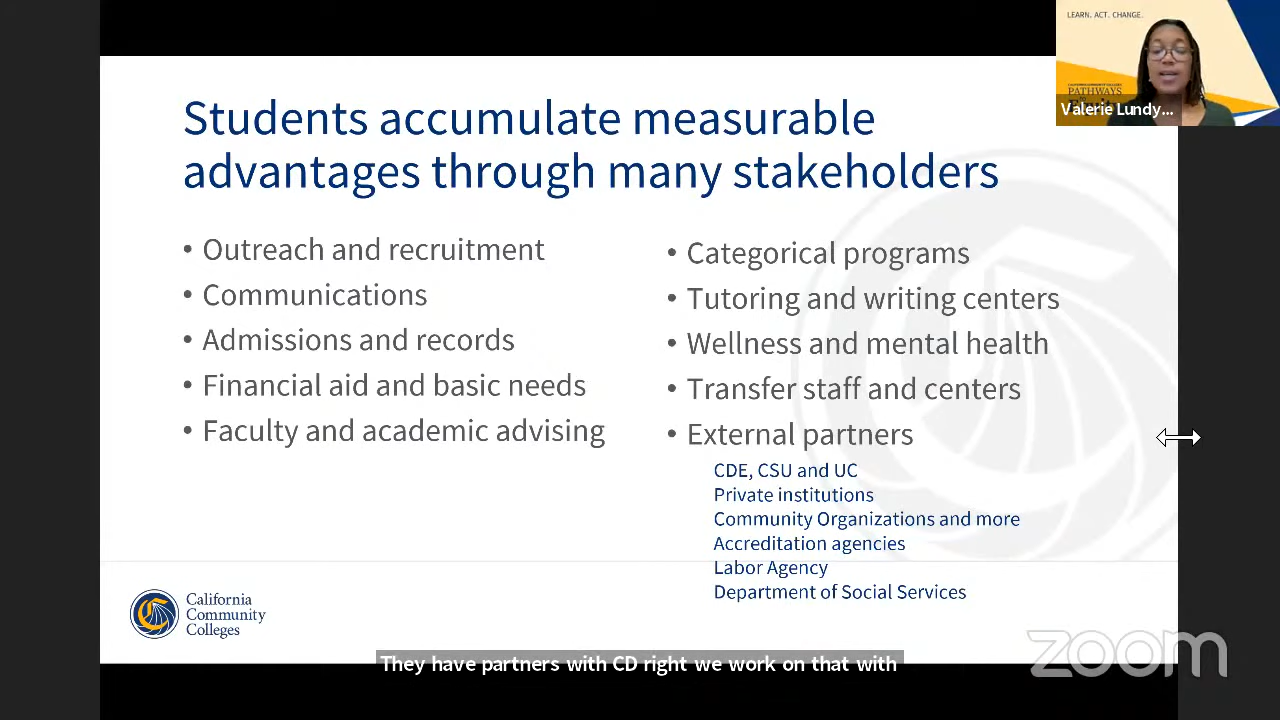 LEARN. ACT. CHANGE.
PATHWAYS
Valerie Lundy...
Students accumulate measurable
advantages through many stakeholders
• Outreach and recruitment
• Communications
• Admissions and records
• Financial aid and basic needs
• Faculty and academic advising
• Categorical programs
• Tutoring and writing centers
• Wellness and mental health
• Transfer staff and centers
• External partners
CDE, CSU and UC
Private institutions
Community Organizations and more
Accreditation agencies
Labor Agency
Department of Social Services
California
Community
Colleges
They have partners with CD right we work on that with
zoom